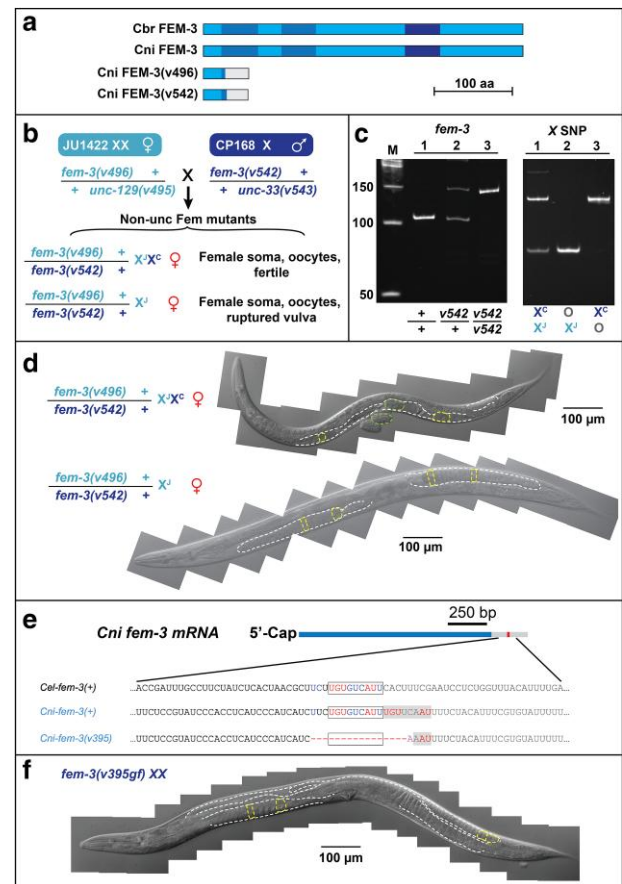 a
Cbr FEM-3
Cni FEM-3
Cni FEM-3(v496)
Cni FEM-3(v542)
100 aa
b
JU1422 XX ♀
CP168 X ♂
fem-3(v496) +
+ unc-129(v495)
X
fem-3(v542) +
+ unc-33(v543)
Non-unc Fem mutants
fem-3(v496) +
fem-3(v542) +
XᴶXᶜ ♀
Female soma, oocytes,
fertile
fem-3(v496) +
fem-3(v542) +
Xᴶ ♀
Female soma, oocytes,
ruptured vulva
c
fem-3
X SNP
M 1 2 3
1 2 3
150
100
50
+ v542 v542
+ + v542
Xᶜ O Xᶜ
Xᴶ Xᴶ O
d
fem-3(v496) +
fem-3(v542) +
XᴶXᶜ ♀
100 µm
fem-3(v496) +
fem-3(v542) +
Xᴶ ♀
100 µm
e
250 bp
Cni fem-3 mRNA 5'-Cap
Cel-fem-3(+) ...ACCGAUUUGCCUUCUAUCUCACUAACGCUUCUUUGUGUCAUUCACUUUCGAAUCCUCUGGUUUACAUUUUGA...
Cni-fem-3(+) ...UUCUCCGUAUCCCAUCCCAUCAUCUUCUGUGUCAUUUGUUUCAAUUUUCUACAUUUCGUGUAUUUUU...
Cni-fem-3(v395) ...UUCUCCGUAUCCCAUCCCAUCAUC--------------------AAAUUUUCUACAUUUCGUGUAUUUUU...
f
fem-3(v395gf) XX
100 µm